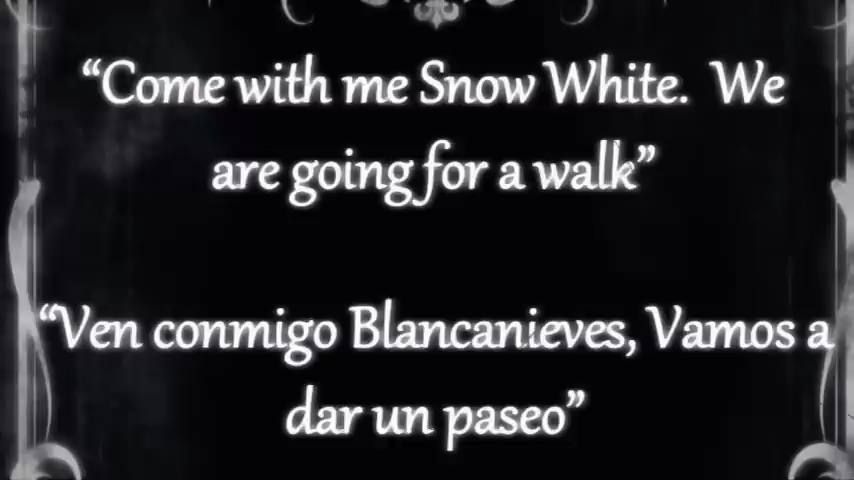 “Come with me Snow White.  We
are going for a walk”
“Ven conmigo Blancanieves, Vamos a
dar un paseo”